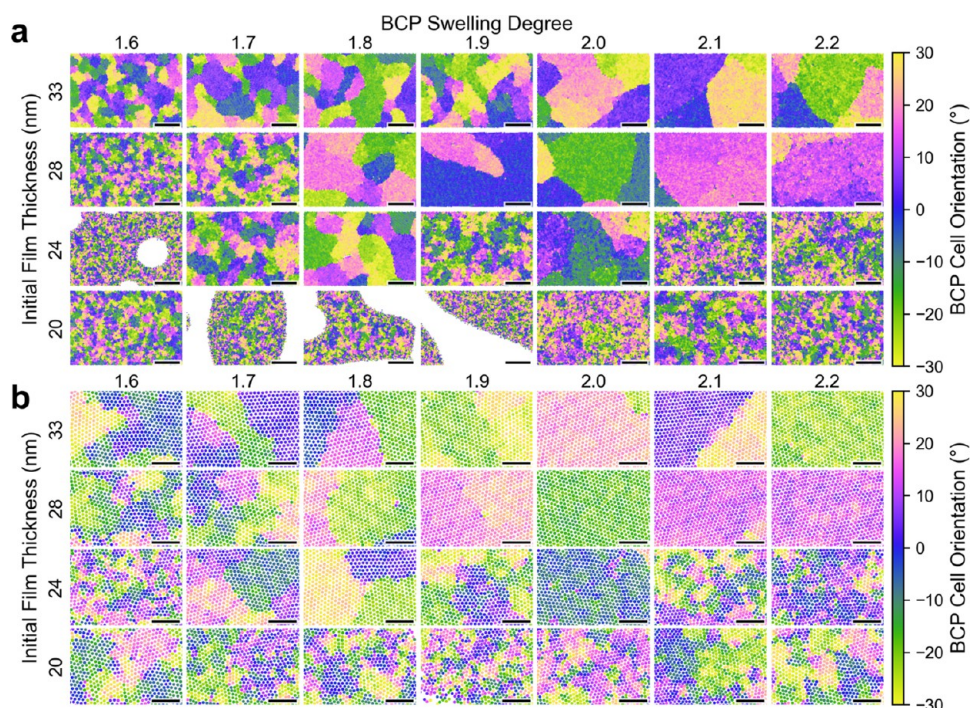 BCP Swelling Degree
a
1.6 1.7 1.8 1.9 2.0 2.1 2.2
Initial Film Thickness (nm)
33
28
24
20
30
20
10
0
−10
−20
−30
BCP Cell Orientation (°)
b
1.6 1.7 1.8 1.9 2.0 2.1 2.2
Initial Film Thickness (nm)
33
28
24
20
30
20
10
0
−10
−20
−30
BCP Cell Orientation (°)